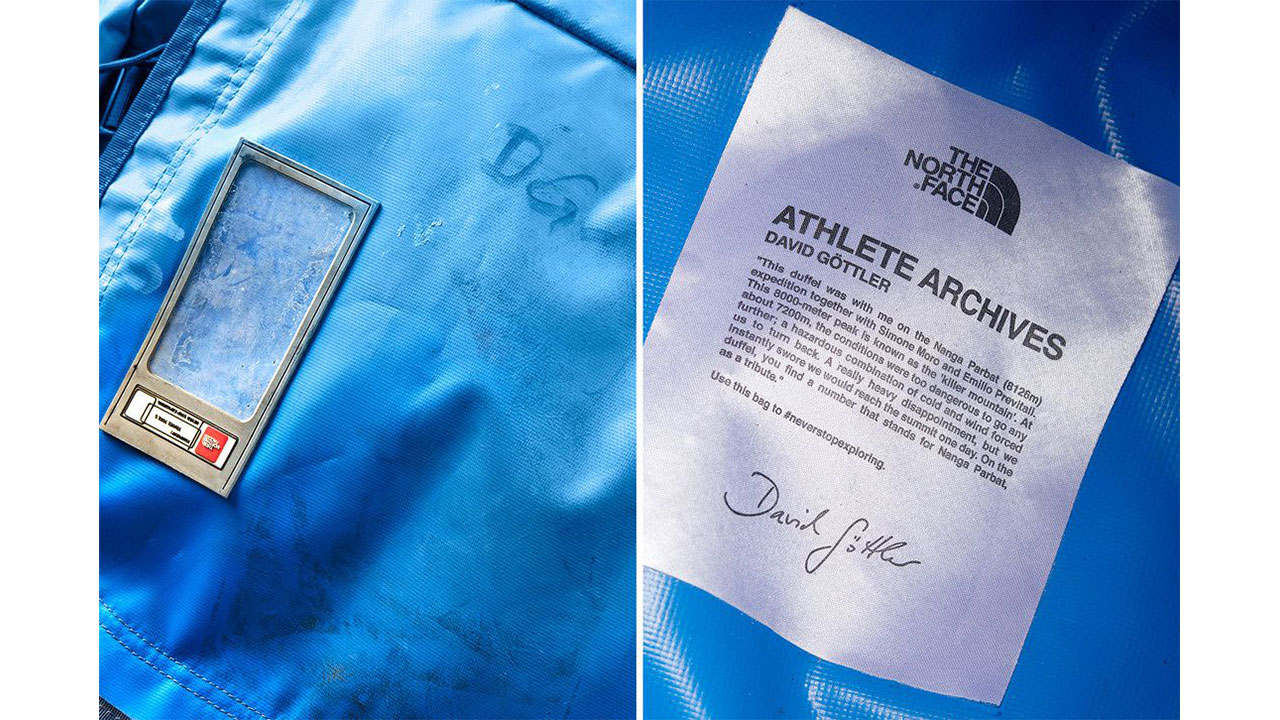 DG
THE
NORTH
FACE
ATHLETE ARCHIVES
DAVID GÖTTLER
"This duffel was with me on the Nanga Parbat (8126m)
expedition together with Simone Moro and Emilio Previtali.
This 8000-meter peak is known as the 'killer mountain'. At
about 7200m, the conditions were too dangerous to go any
further; a hazardous combination of cold and wind forced
us to turn back. A really heavy disappointment, but we
instantly swore we would reach the summit one day. On the
duffel, you find a number that stands for Nanga Parbat,
as a tribute."
Use this bag to #neverstopexploring.
David Göttler